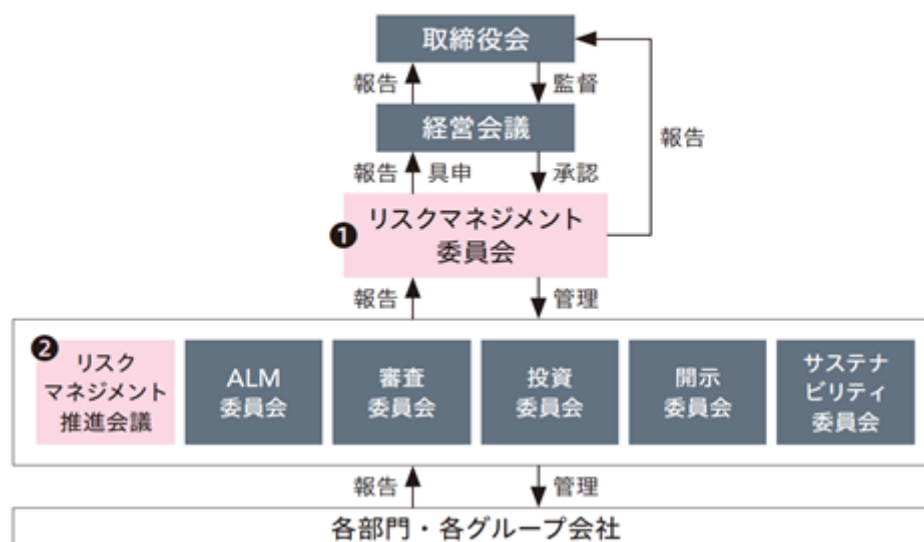 取締役会
報告
監督
経営会議
報告
報告
具申
承認
❶
リスクマネジメント
委員会
報告
管理
❷
リスク
マネジメント
推進会議
ALM
委員会
審査
委員会
投資
委員会
開示
委員会
サステナ
ビリティ
委員会
報告
管理
各部門・各グループ会社